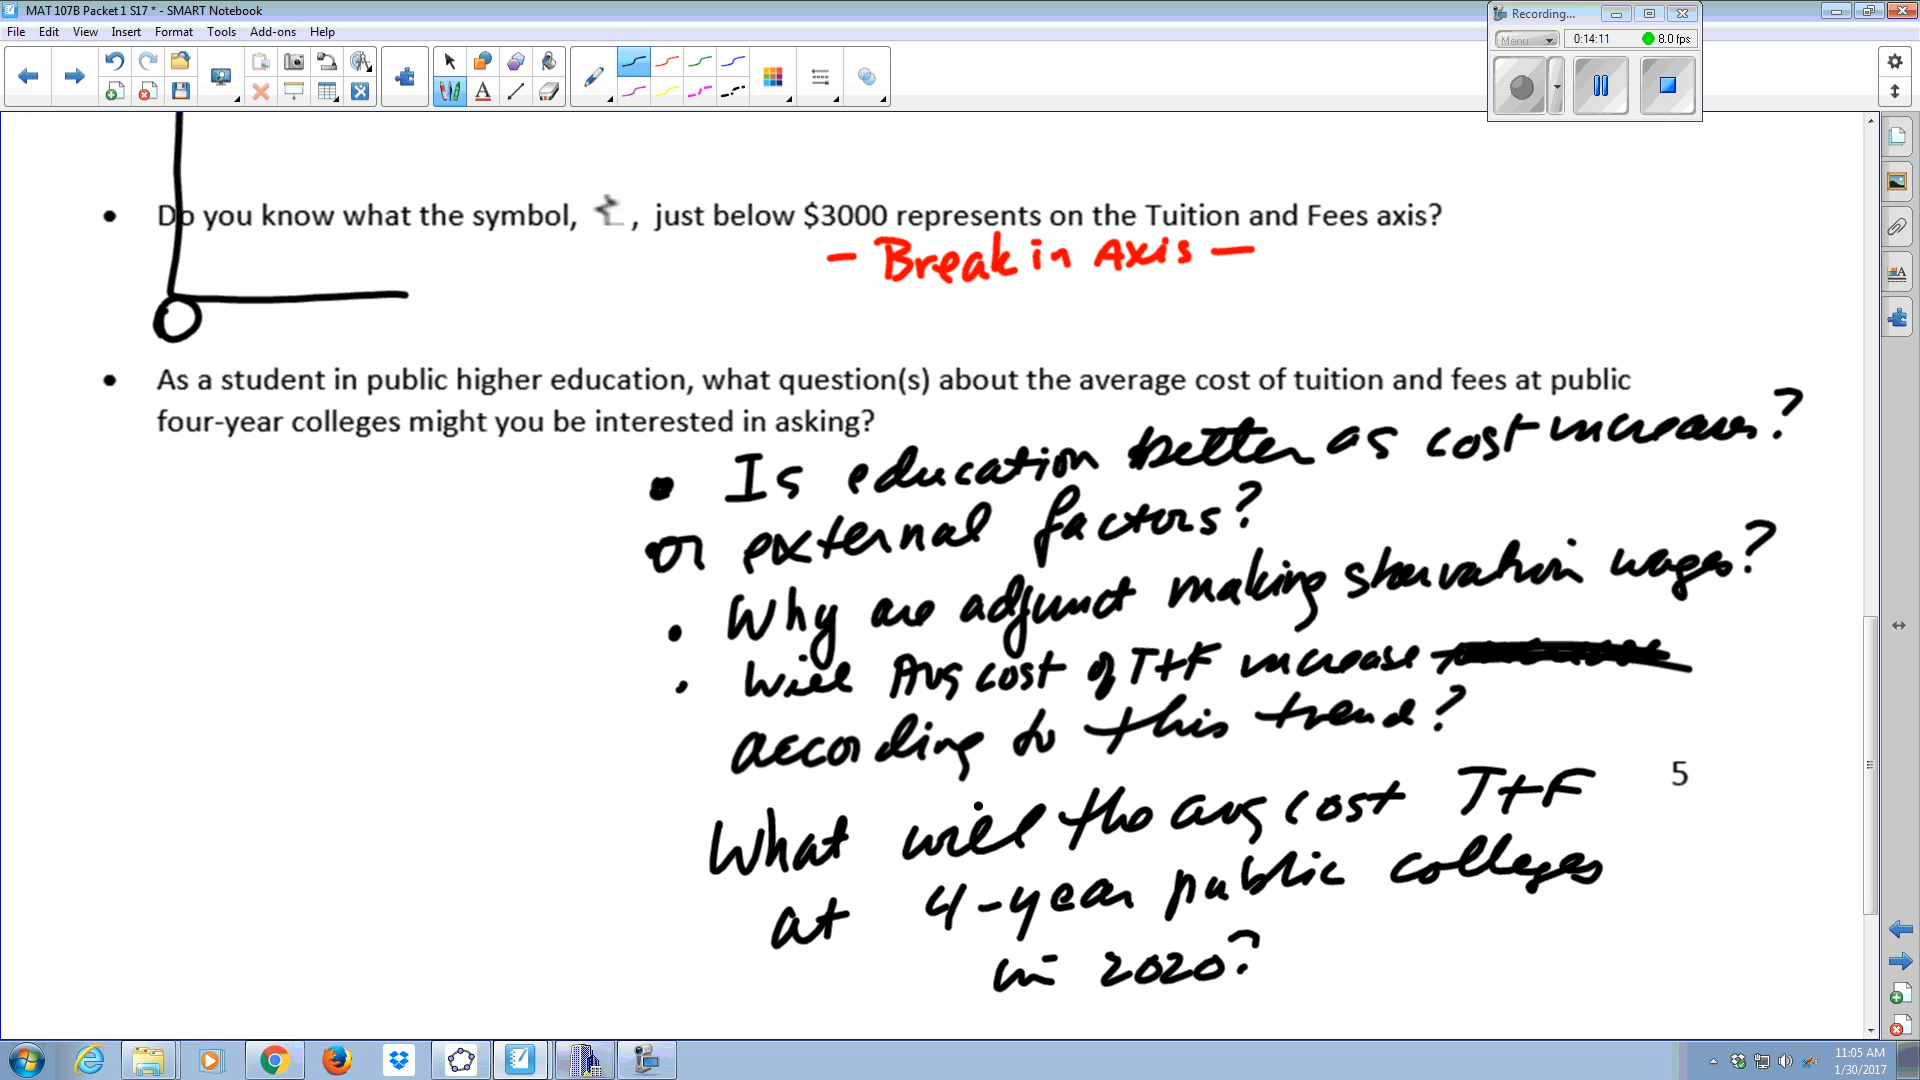 MAT 107B Packet 1 S17 * - SMART Notebook
File Edit View Insert Format Tools Add-ons Help
Recording...
Menu 0:14:11 8.0 fps
Do you know what the symbol, , just below $3000 represents on the Tuition and Fees axis?
- Break in Axis -
As a student in public higher education, what question(s) about the average cost of tuition and fees at public
four-year colleges might you be interested in asking?
• Is education better as cost increases?
or external factors?
• Why are adjunct making starvation wages?
• Will Avg cost of T+F increase
according to this trend?
5
What will the avg cost T+F
at 4-year public colleges
in 2020?
11:05 AM
1/30/2017